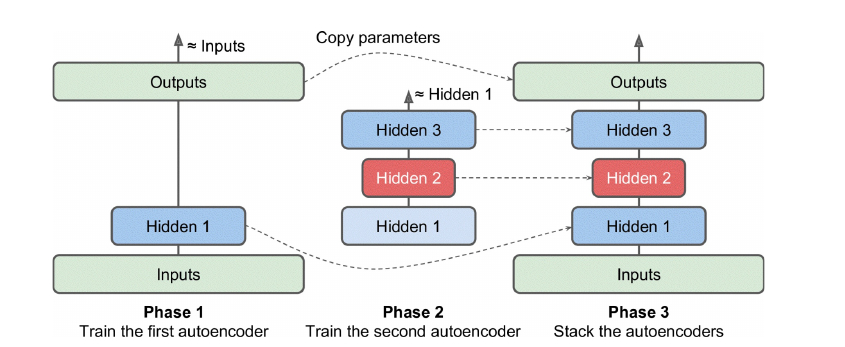 ≈ Inputs
Outputs
Hidden 1
Inputs
Phase 1
Train the first autoencoder
Copy parameters
≈ Hidden 1
Hidden 3
Hidden 2
Hidden 1
Phase 2
Train the second autoencoder
Outputs
Hidden 3
Hidden 2
Hidden 1
Inputs
Phase 3
Stack the autoencoders